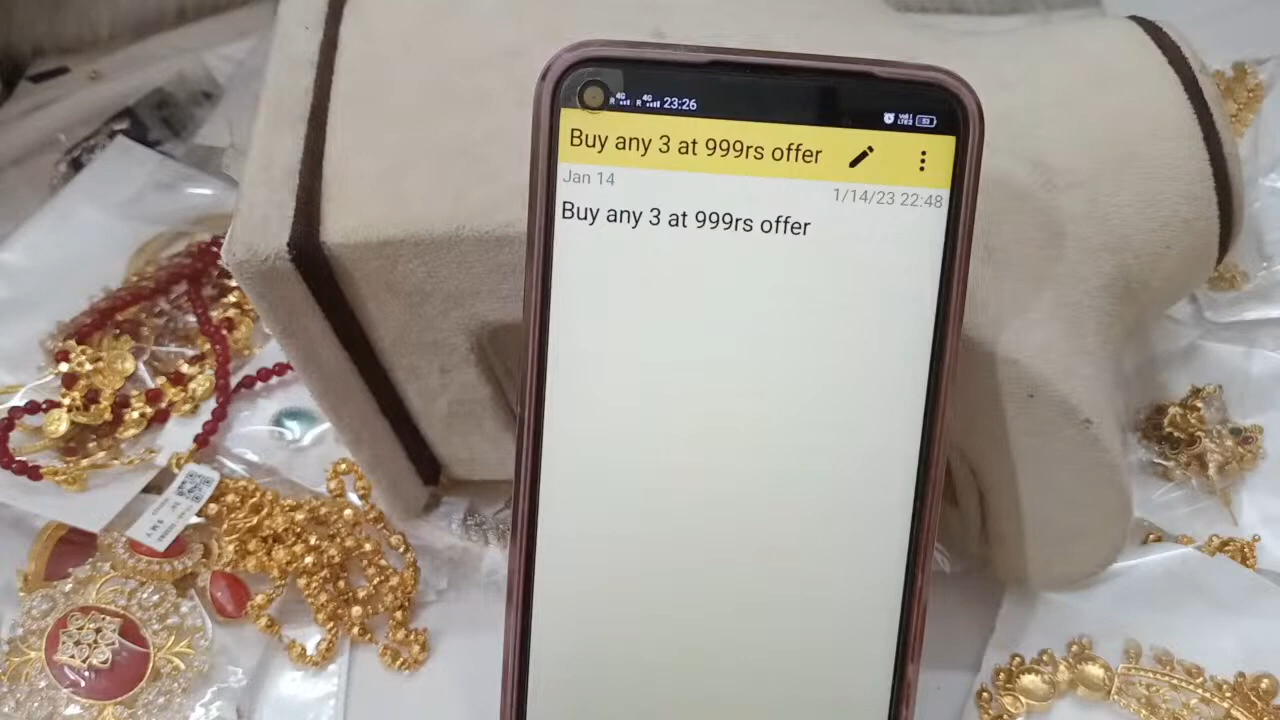 23:26
Buy any 3 at 999rs offer
Jan 14
1/14/23 22:48
Buy any 3 at 999rs offer